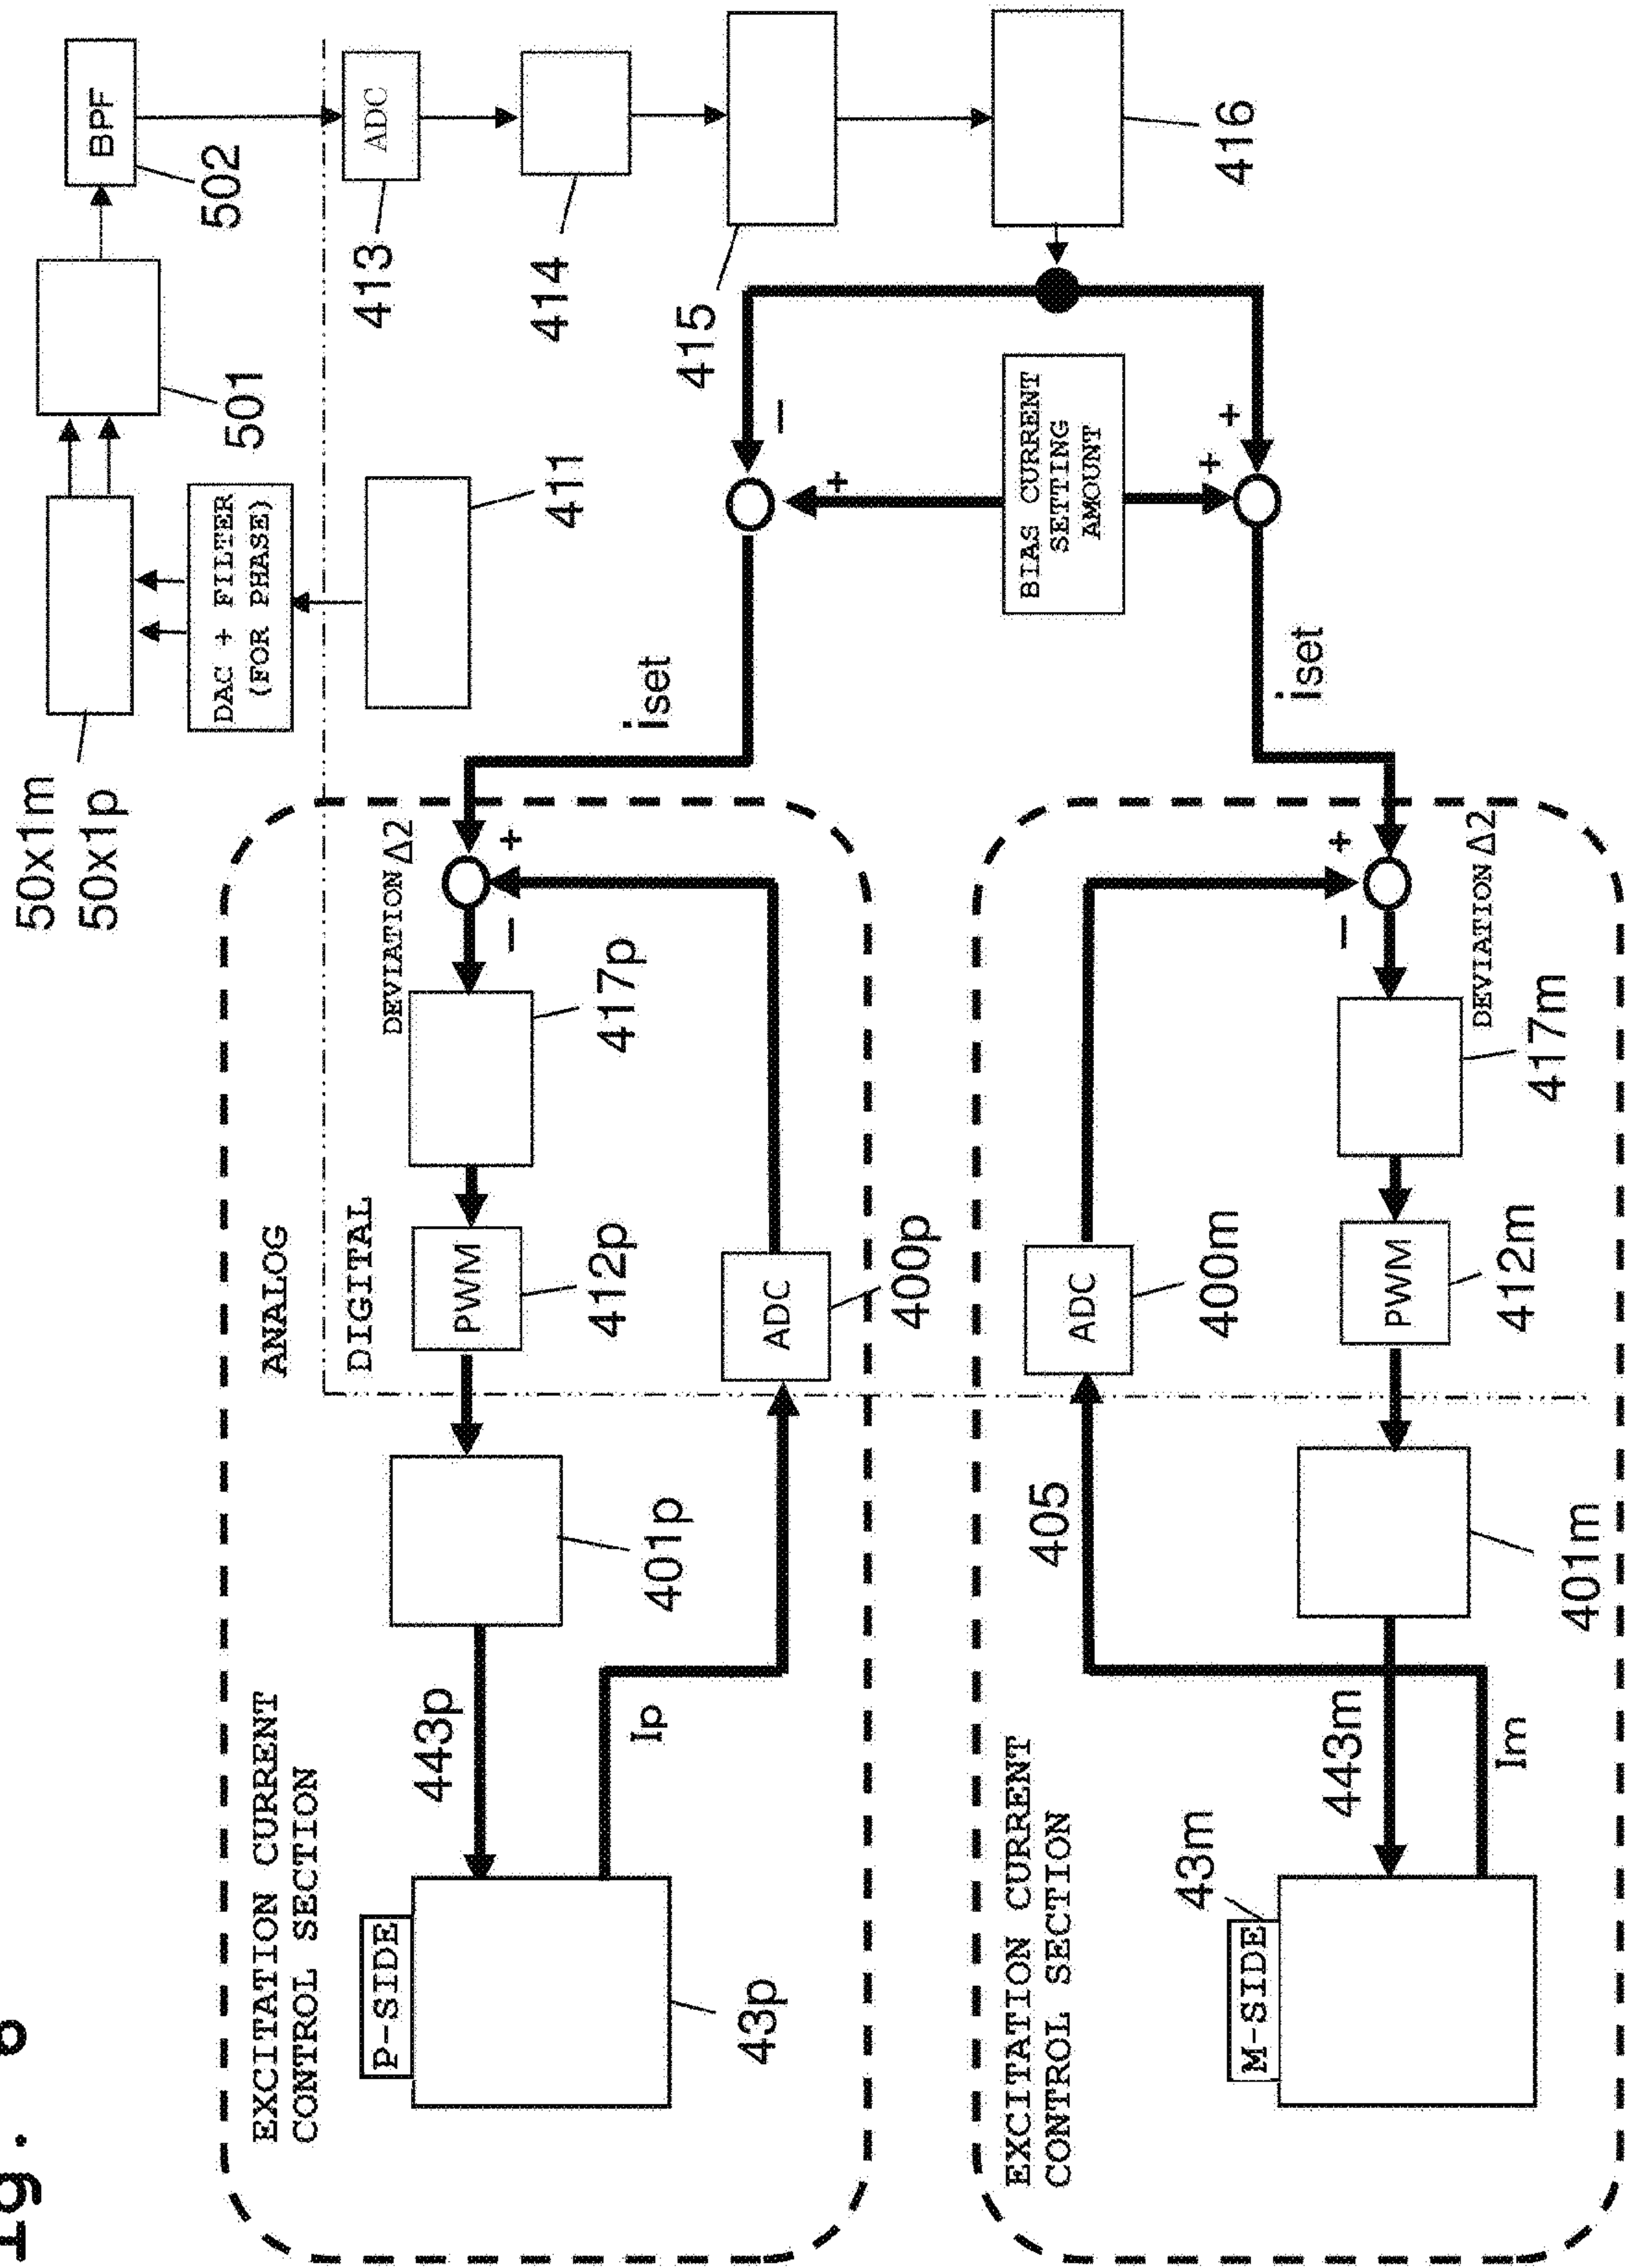 EXCITATION CURRENT
CONTROL SECTION
P-SIDE
43p
443p
Ip
401p
ANALOG
DIGITAL
PWM
412p
ADC
400p
417p
DEVIATION Δ2
+
−
iset
50x1m
50x1p
DAC + FILTER
(FOR PHASE)
411
501
BPF
502
ADC
413
414
415
416
−
+
BIAS CURRENT
SETTING
AMOUNT
+
+
iset
EXCITATION CURRENT
CONTROL SECTION
M-SIDE
43m
443m
Im
405
401m
ADC
400m
PWM
412m
417m
DEVIATION Δ2
+
−